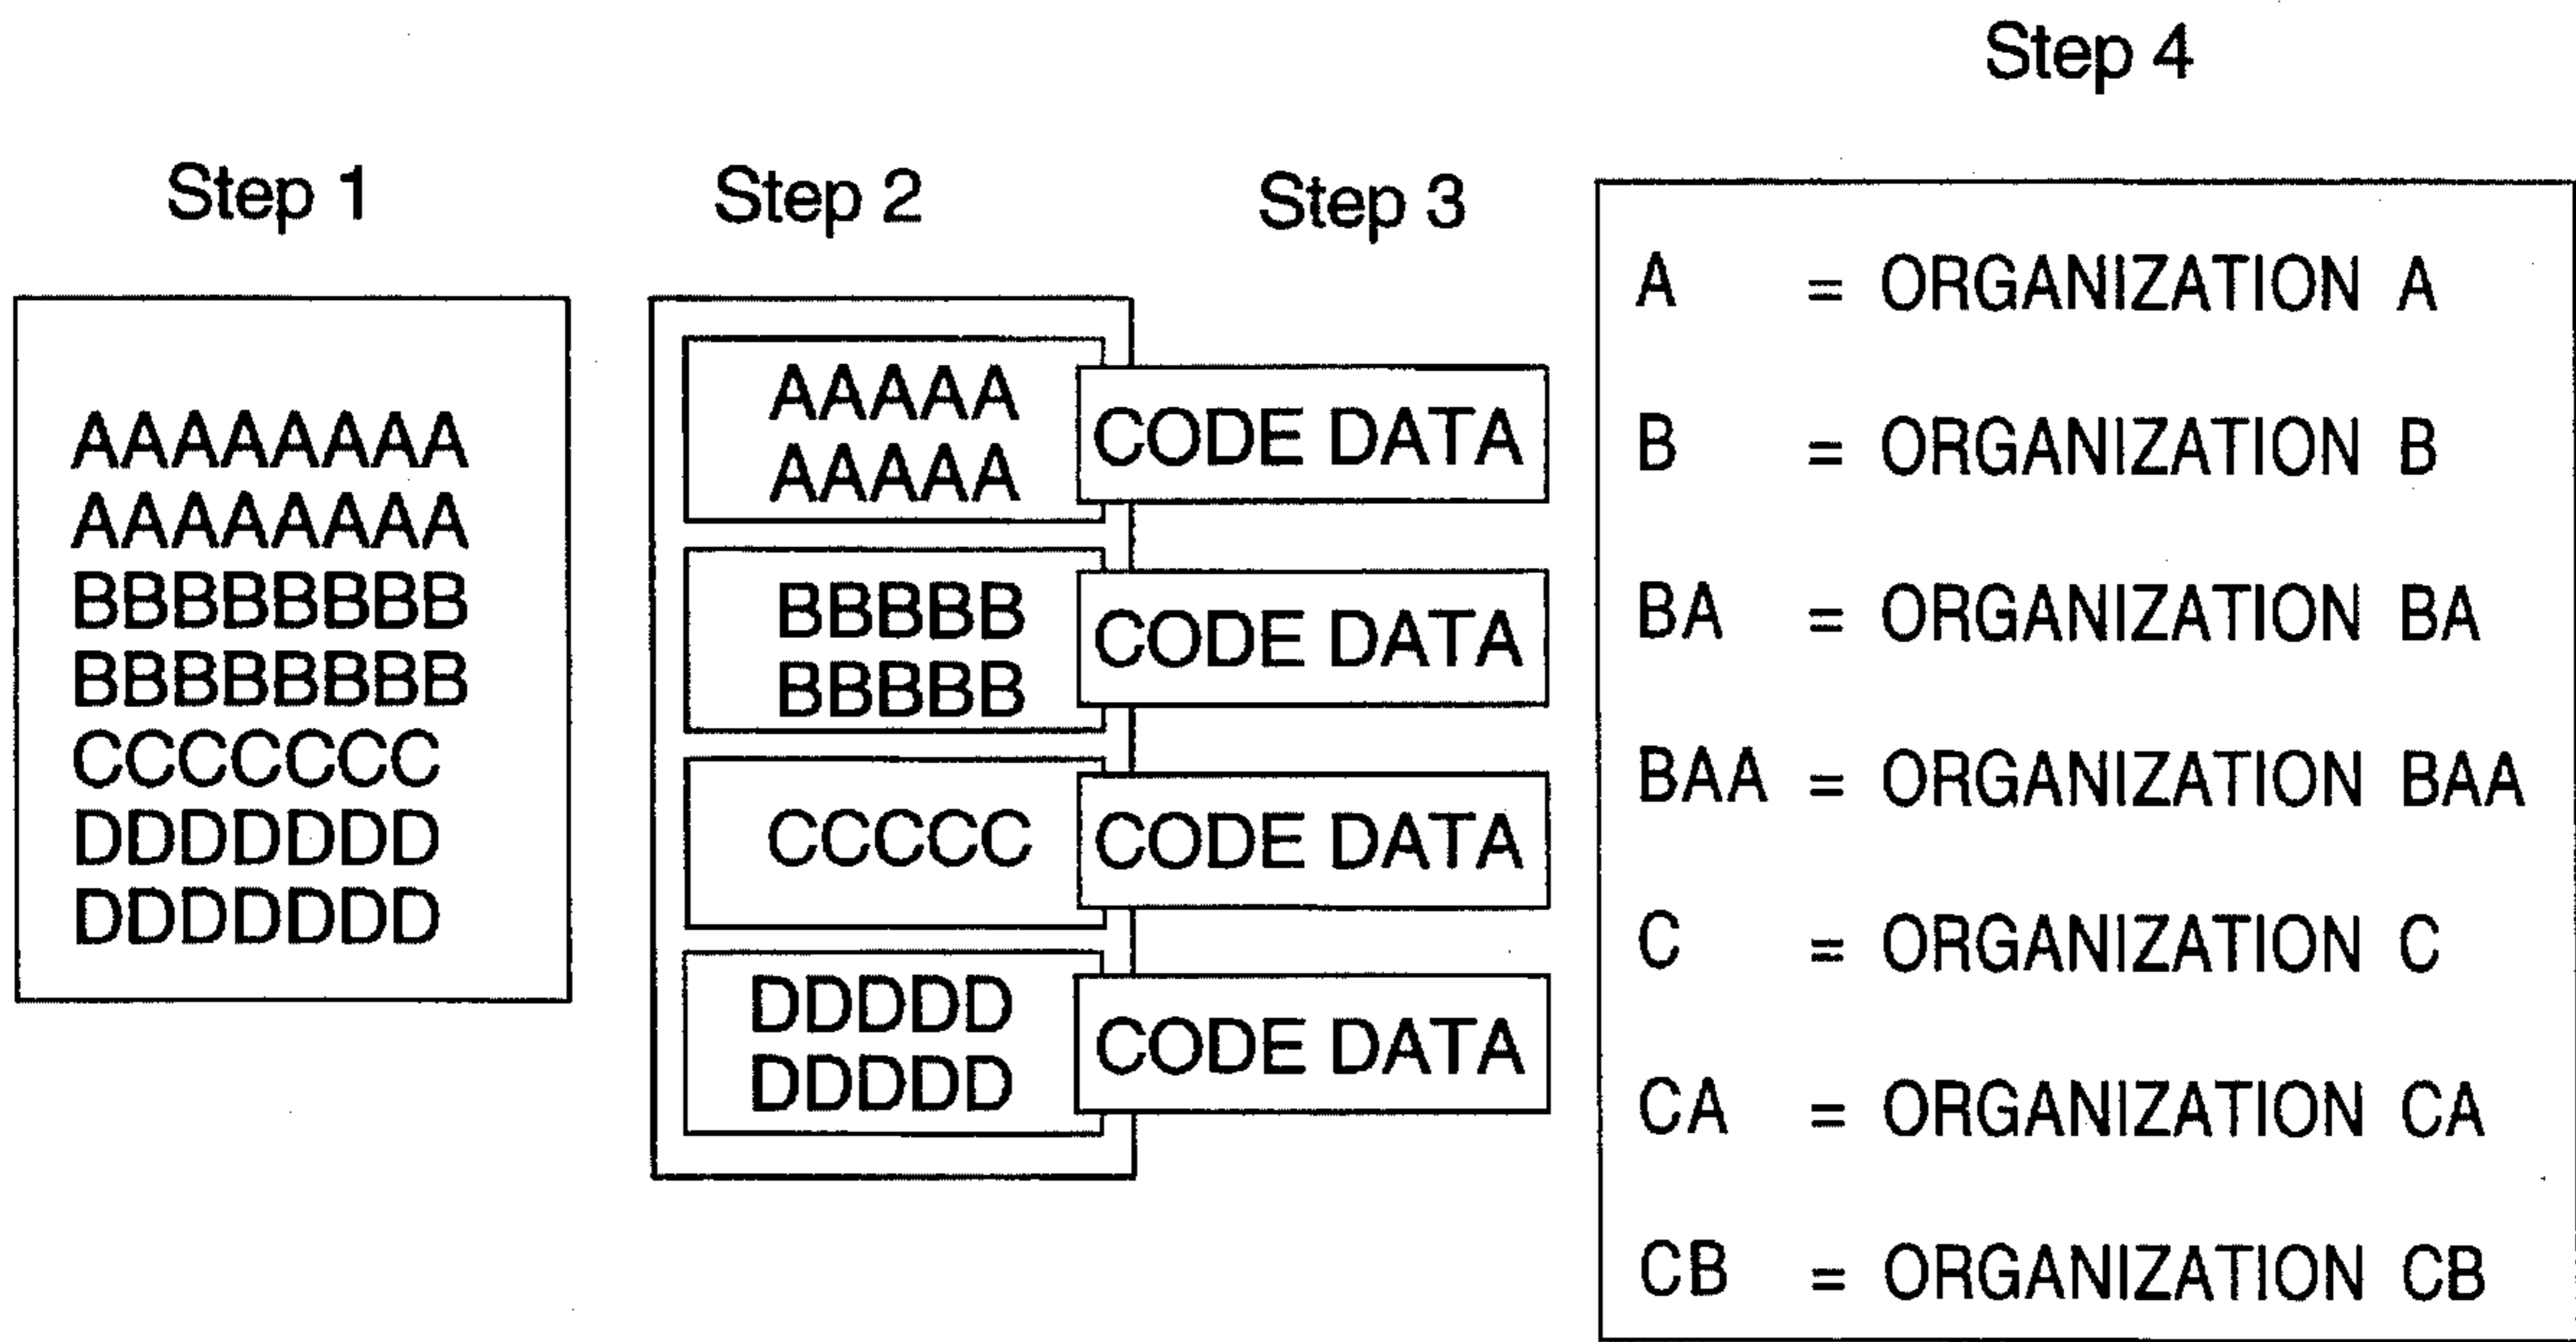 Step 1
AAAAAAAA
AAAAAAAA
BBBBBBBB
BBBBBBBB
CCCCCCC
DDDDDDD
DDDDDDD
Step 2
AAAAA
AAAAA
BBBBB
BBBBB
CCCCC
DDDDD
DDDDD
Step 3
CODE DATA
CODE DATA
CODE DATA
CODE DATA
Step 4
A = ORGANIZATION A
B = ORGANIZATION B
BA = ORGANIZATION BA
BAA = ORGANIZATION BAA
C = ORGANIZATION C
CA = ORGANIZATION CA
CB = ORGANIZATION CB